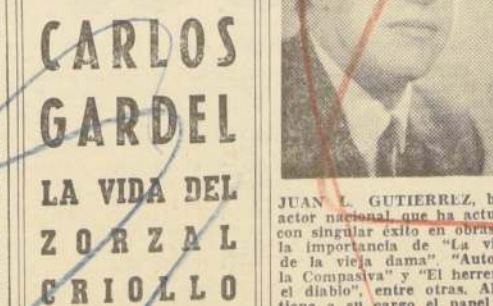 CARLOS
GARDEL
LA VIDA DEL
ZORZAL
CRIOLLO
JUAN L. GUTIERREZ, b
actor nacional, que ha actu
con singular éxito en obras
la importancia de "La vi
de la vieja dama", "Auto
la Compasiva" y "El herrer
el diablo", entre otras. A
tiene a su cargo el papel